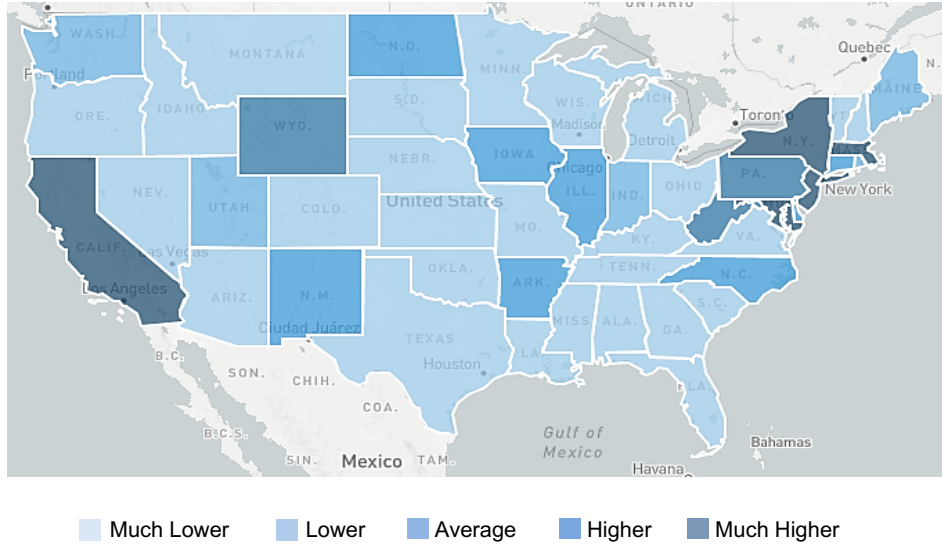 ONTARIO
WASH.
N.D.
MONTANA
Quebec
N.
Portland
MINN.
MAINE
ORE.
IDAHO
S.D.
WIS.
MICH.
Toronto
VT
WYO.
Madison
Detroit
N.Y.
MASS.
NEBR.
IOWA
Chicago
PA.
NEV.
UTAH
COLO.
United States
ILL.
IND.
OHIO
New York
MO.
KY.
VA.
CALIF.
Las Vegas
OKLA.
TENN.
N.C.
Los Angeles
ARIZ.
N.M.
ARK.
S.C.
Ciudad Juárez
TEXAS
MISS
ALA.
GA.
B.C.
Houston
LA.
SON.
CHIH.
FLA.
COA.
B.C.S.
Gulf of
Mexico
Bahamas
SIN.
Mexico
TAM.
Havana
Much Lower
Lower
Average
Higher
Much Higher